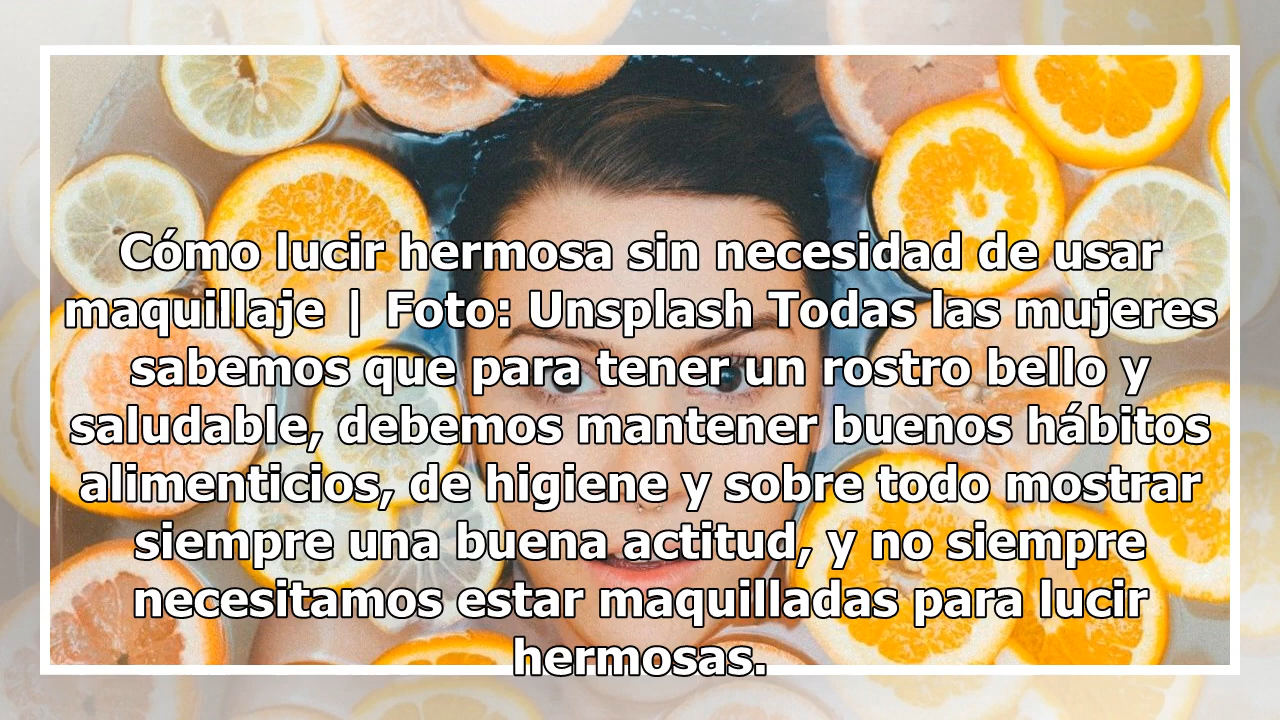 Cómo lucir hermosa sin necesidad de usar
maquillaje | Foto: Unsplash Todas las mujeres
sabemos que para tener un rostro bello y
saludable, debemos mantener buenos hábitos
alimenticios, de higiene y sobre todo mostrar
siempre una buena actitud, y no siempre
necesitamos estar maquilladas para lucir
hermosas.